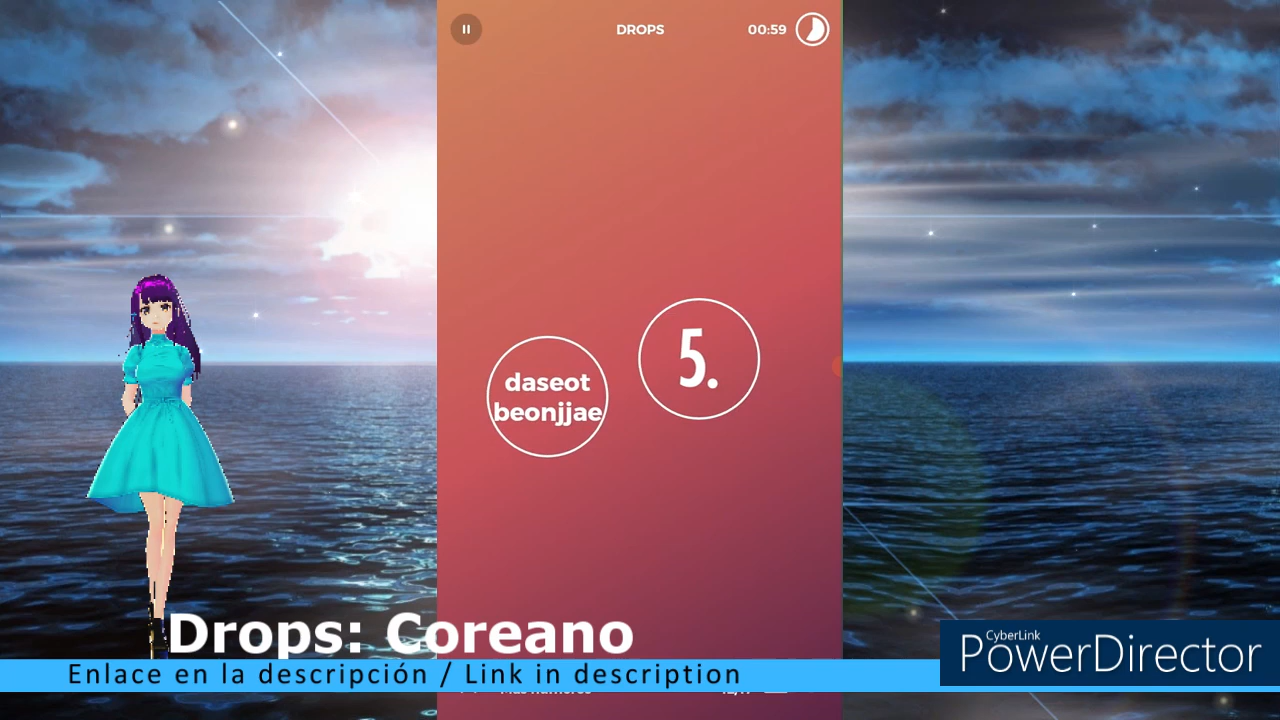 DROPS
00:59
5.
daseot
beonjjae
Drops: Coreano
Enlace en la descripción / Link in description
CyberLink
PowerDirector